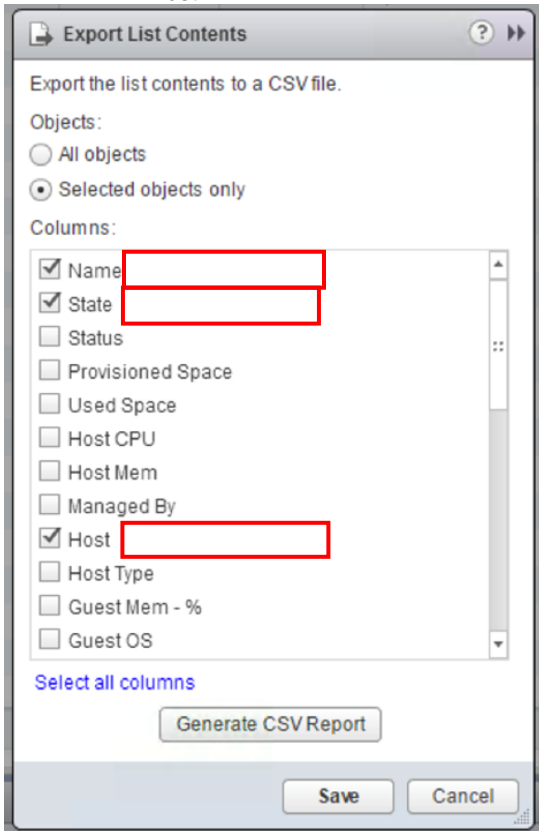 Export List Contents ?
Export the list contents to a CSV file.
Objects:
All objects
Selected objects only
Columns:
Name
State
Status
Provisioned Space
Used Space
Host CPU
Host Mem
Managed By
Host
Host Type
Guest Mem - %
Guest OS
Select all columns
Generate CSV Report
Save Cancel